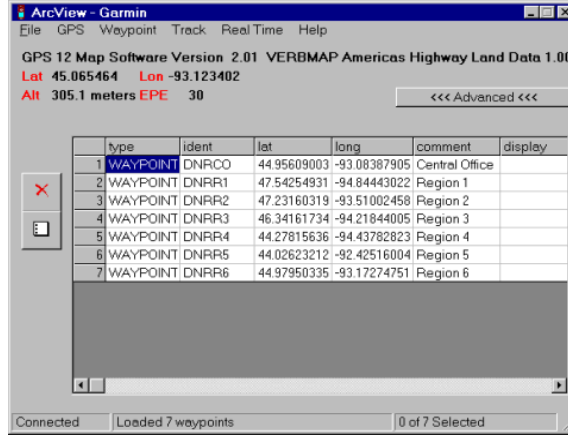 ArcView - Garmin
File GPS Waypoint Track Real Time Help
GPS 12 Map Software Version 2.01 VERBMAP Americas Highway Land Data 1.00
Lat 45.065464 Lon -93.123402
Alt 305.1 meters EPE 30
<<< Advanced <<<
type ident lat long comment display
1 WAYPOINT DNRCO 44.95609003 -93.08387905 Central Office
2 WAYPOINT DNRR1 47.54254931 -94.84443022 Region 1
3 WAYPOINT DNRR2 47.23160319 -93.51002458 Region 2
4 WAYPOINT DNRR3 46.34161734 -94.21844005 Region 3
5 WAYPOINT DNRR4 44.27815636 -94.43782823 Region 4
6 WAYPOINT DNRR5 44.02623212 -92.42516004 Region 5
7 WAYPOINT DNRR6 44.97950335 -93.17274751 Region 6
Connected Loaded 7 waypoints 0 of 7 Selected